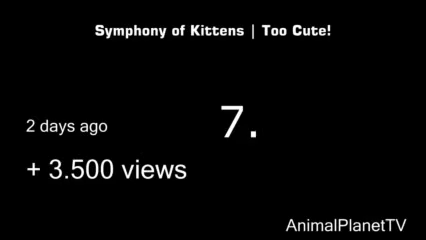 Symphony of Kittens | Too Cute!
7.
2 days ago
+ 3.500 views
AnimalPlanetTV